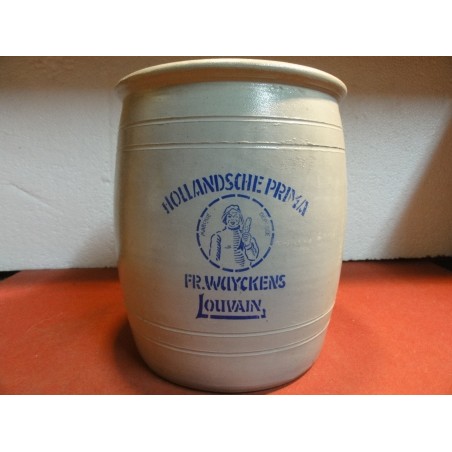 HOLLANDSCHE PRIMA
FR. WUYCKENS
LOUVAIN